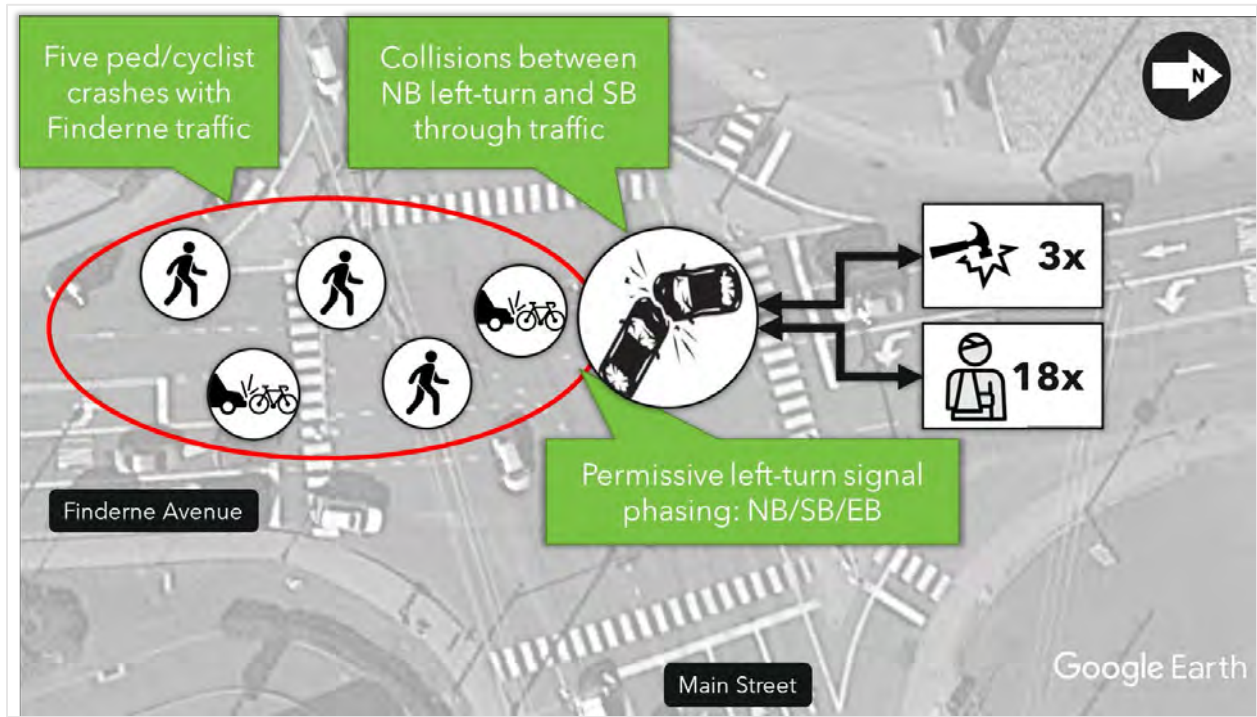 Five ped/cyclist
crashes with
Finderne traffic
Collisions between
NB left-turn and SB
through traffic
N
3x
18x
Permissive left-turn signal
phasing: NB/SB/EB
Finderne Avenue
Main Street
Google Earth